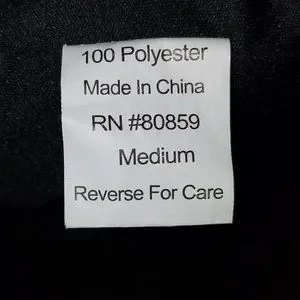 100 Polyester
Made In China
RN #80859
Medium
Reverse For Care